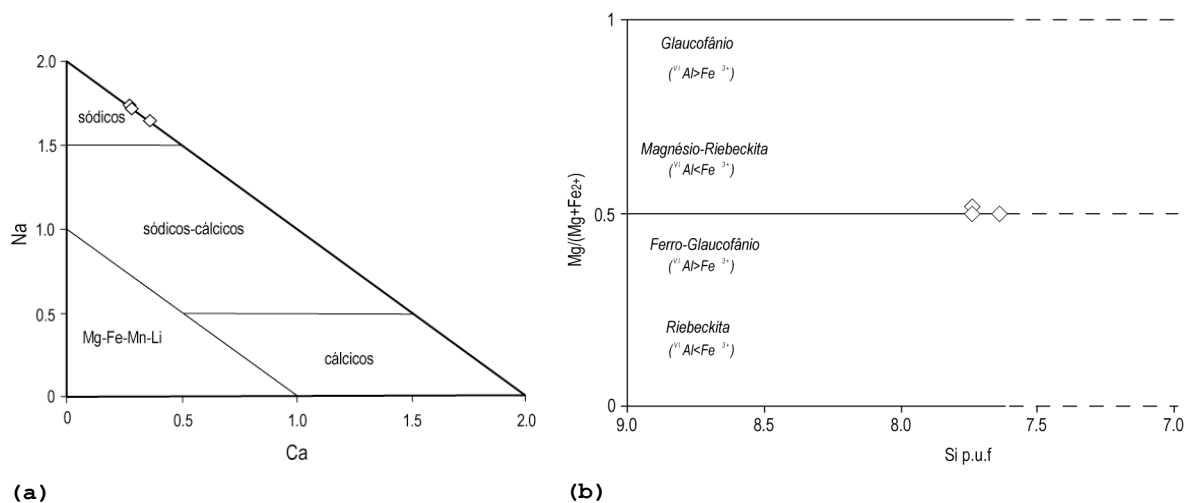 2.0
sódicos
1.5
sódicos-cálcicos
Na
1.0
0.5
Mg-Fe-Mn-Li
cálcicos
0
0
0.5
1.0
1.5
2.0
Ca
(a)
1
Glaucofânio
(VI Al>Fe 3+)
Magnésio-Riebeckita
(VI Al<Fe 3+)
Mg/(Mg+Fe2+)
0.5
Ferro-Glaucofânio
(VI Al>Fe 3+)
Riebeckita
(VI Al<Fe 3+)
0
9.0
8.5
8.0
7.5
7.0
Si p.u.f
(b)